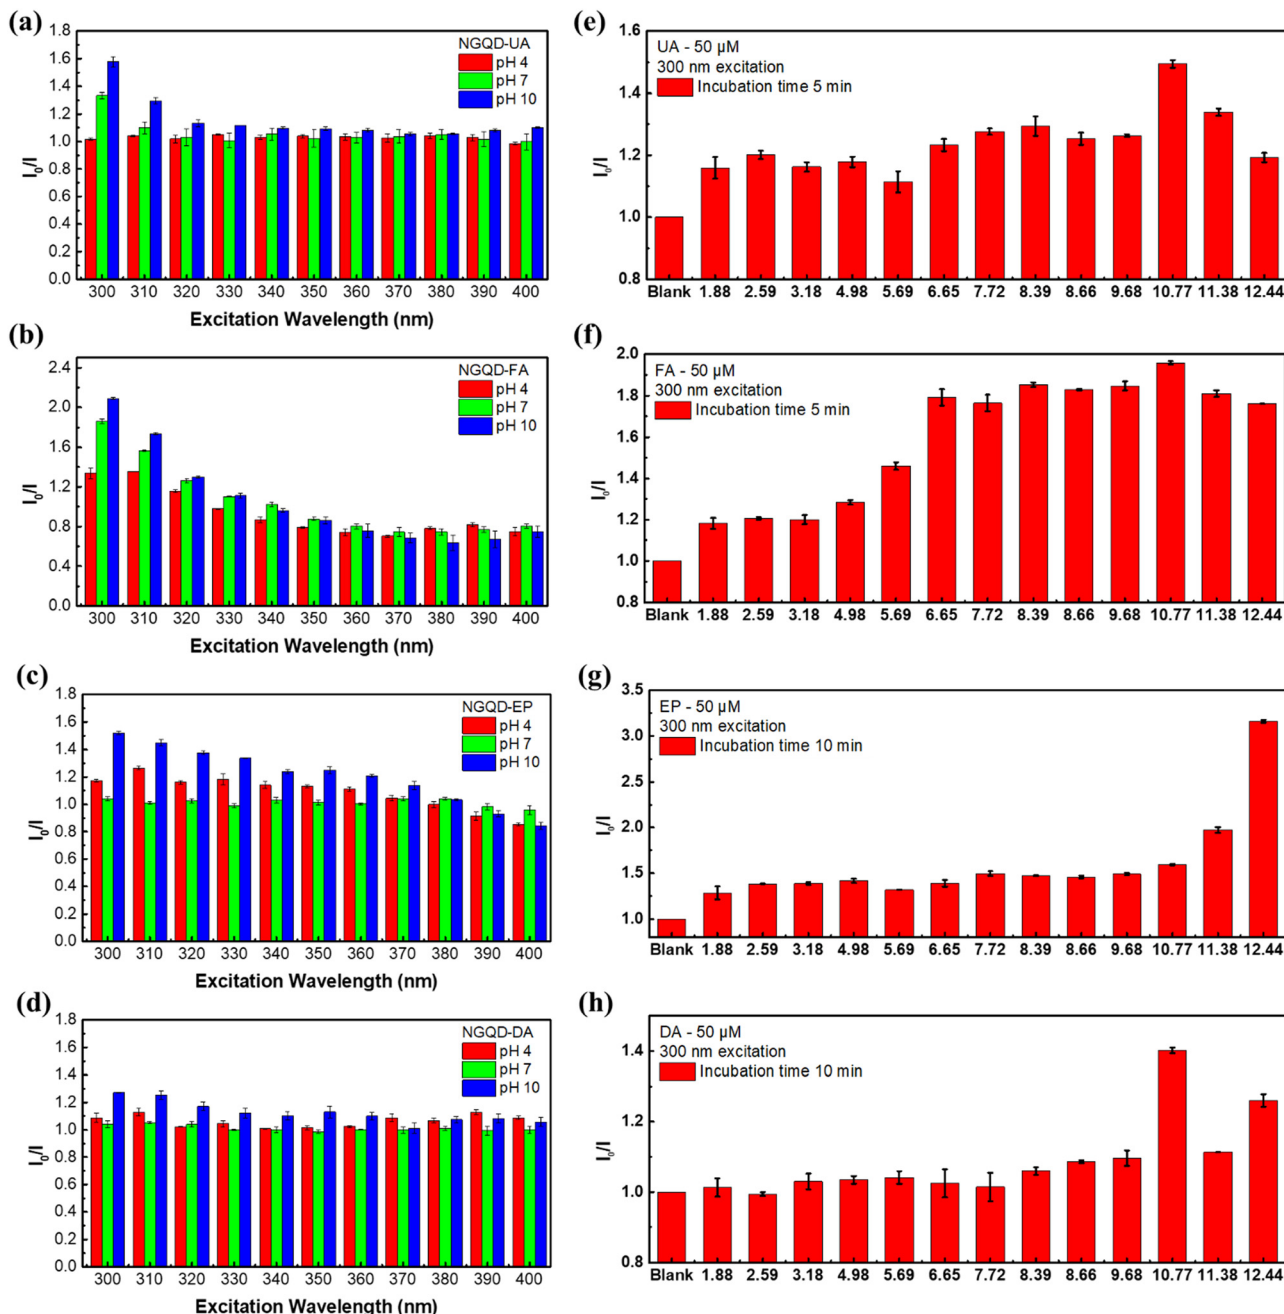 (a)
NGQD-UA
pH 4
pH 7
pH 10
I0/I
1.8
1.6
1.4
1.2
1.0
0.8
0.6
0.4
0.2
0.0
300 310 320 330 340 350 360 370 380 390 400
Excitation Wavelength (nm)
(e)
UA - 50 µM
300 nm excitation
Incubation time 5 min
I0/I
1.6
1.4
1.2
1.0
0.8
Blank 1.88 2.59 3.18 4.98 5.69 6.65 7.72 8.39 8.66 9.68 10.77 11.38 12.44
(b)
NGQD-FA
pH 4
pH 7
pH 10
I0/I
2.4
2.0
1.6
1.2
0.8
0.4
0.0
300 310 320 330 340 350 360 370 380 390 400
Excitation Wavelength (nm)
(f)
FA - 50 µM
300 nm excitation
Incubation time 5 min
I0/I
2.0
1.8
1.6
1.4
1.2
1.0
0.8
Blank 1.88 2.59 3.18 4.98 5.69 6.65 7.72 8.39 8.66 9.68 10.77 11.38 12.44
(c)
NGQD-EP
pH 4
pH 7
pH 10
I0/I
1.8
1.6
1.4
1.2
1.0
0.8
0.6
0.4
0.2
0.0
300 310 320 330 340 350 360 370 380 390 400
Excitation Wavelength (nm)
(g)
EP - 50 µM
300 nm excitation
Incubation time 10 min
I0/I
3.5
3.0
2.5
2.0
1.5
1.0
Blank 1.88 2.59 3.18 4.98 5.69 6.65 7.72 8.39 8.66 9.68 10.77 11.38 12.44
(d)
NGQD-DA
pH 4
pH 7
pH 10
I0/I
1.8
1.6
1.4
1.2
1.0
0.8
0.6
0.4
0.2
0.0
300 310 320 330 340 350 360 370 380 390 400
Excitation Wavelength (nm)
(h)
DA - 50 µM
300 nm excitation
Incubation time 10 min
I0/I
1.4
1.2
1.0
0.8
Blank 1.88 2.59 3.18 4.98 5.69 6.65 7.72 8.39 8.66 9.68 10.77 11.38 12.44